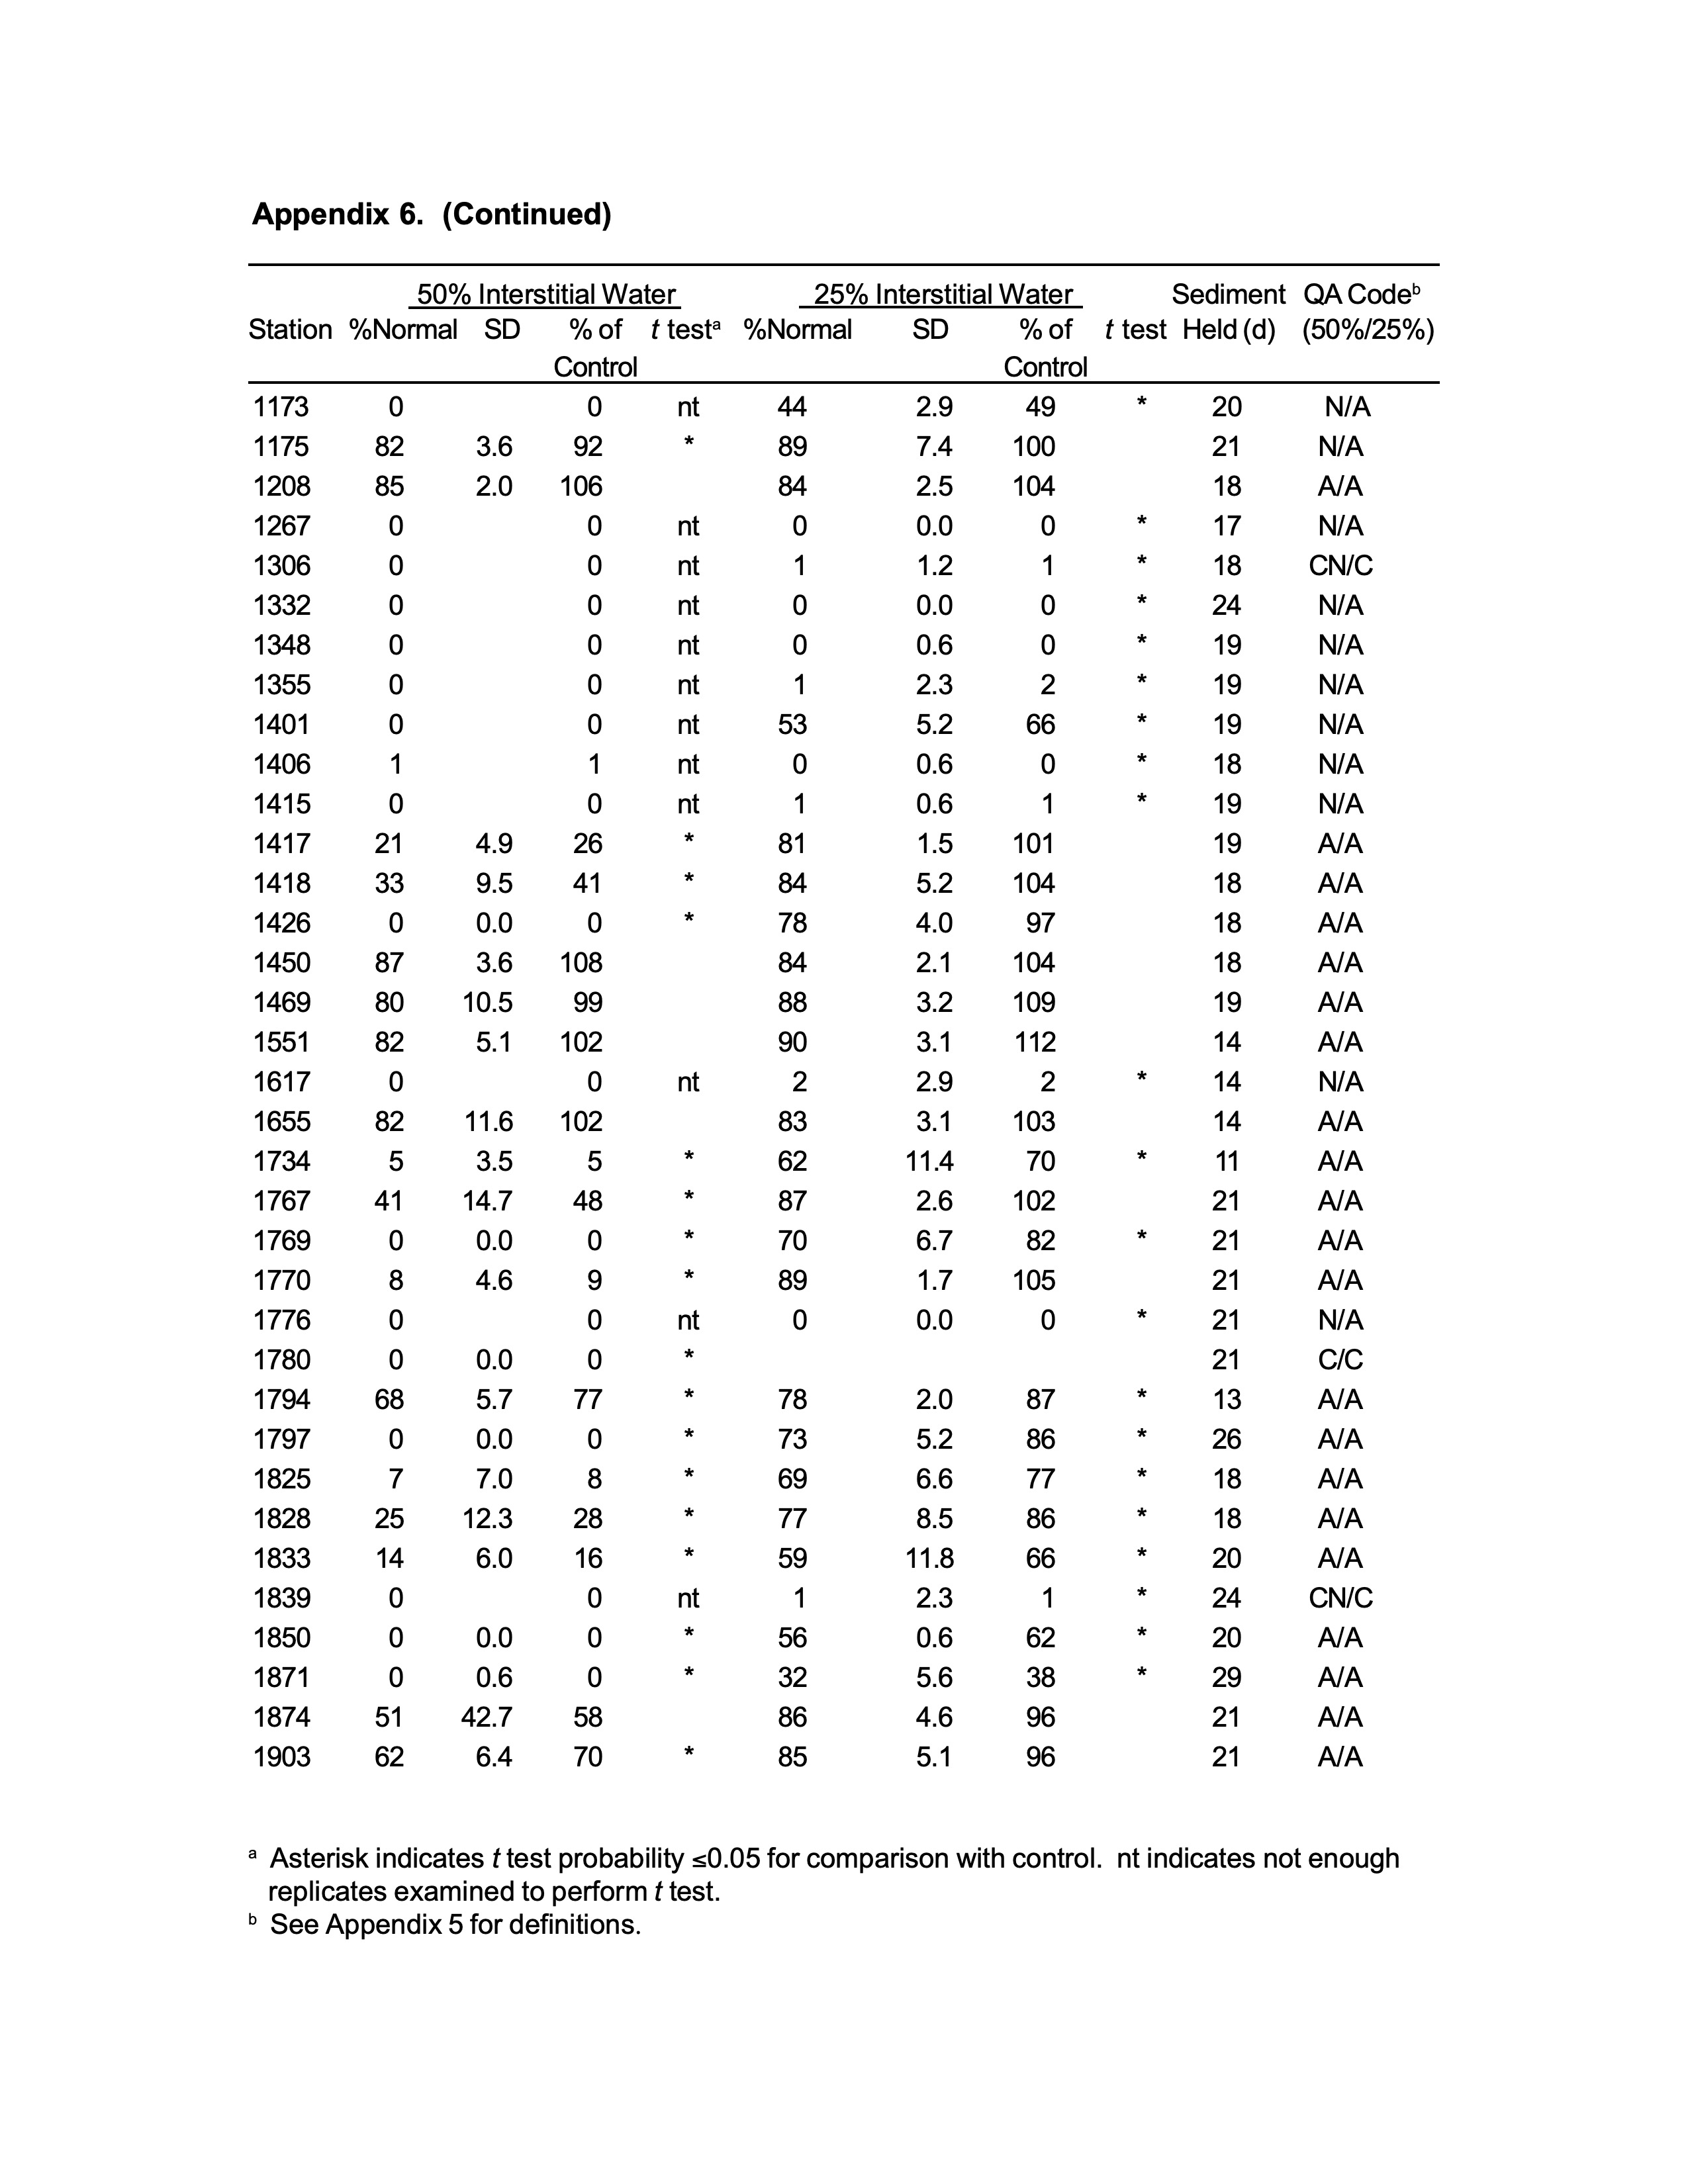 Appendix 6. (Continued)
50% Interstitial Water 25% Interstitial Water Sediment QA Codeᵇ
Station %Normal SD % of t testᵃ %Normal SD % of t test Held (d) (50%/25%)
Control Control
1173 0 0 nt 44 2.9 49 * 20 N/A
1175 82 3.6 92 * 89 7.4 100 21 N/A
1208 85 2.0 106 84 2.5 104 18 A/A
1267 0 0 nt 0 0.0 0 * 17 N/A
1306 0 0 nt 1 1.2 1 * 18 CN/C
1332 0 0 nt 0 0.0 0 * 24 N/A
1348 0 0 nt 0 0.6 0 * 19 N/A
1355 0 0 nt 1 2.3 2 * 19 N/A
1401 0 0 nt 53 5.2 66 * 19 N/A
1406 1 1 nt 0 0.6 0 * 18 N/A
1415 0 0 nt 1 0.6 1 * 19 N/A
1417 21 4.9 26 * 81 1.5 101 19 A/A
1418 33 9.5 41 * 84 5.2 104 18 A/A
1426 0 0.0 0 * 78 4.0 97 18 A/A
1450 87 3.6 108 84 2.1 104 18 A/A
1469 80 10.5 99 88 3.2 109 19 A/A
1551 82 5.1 102 90 3.1 112 14 A/A
1617 0 0 nt 2 2.9 2 * 14 N/A
1655 82 11.6 102 83 3.1 103 14 A/A
1734 5 3.5 5 * 62 11.4 70 * 11 A/A
1767 41 14.7 48 * 87 2.6 102 21 A/A
1769 0 0.0 0 * 70 6.7 82 * 21 A/A
1770 8 4.6 9 * 89 1.7 105 21 A/A
1776 0 0 nt 0 0.0 0 * 21 N/A
1780 0 0.0 0 * 21 C/C
1794 68 5.7 77 * 78 2.0 87 * 13 A/A
1797 0 0.0 0 * 73 5.2 86 * 26 A/A
1825 7 7.0 8 * 69 6.6 77 * 18 A/A
1828 25 12.3 28 * 77 8.5 86 * 18 A/A
1833 14 6.0 16 * 59 11.8 66 * 20 A/A
1839 0 0 nt 1 2.3 1 * 24 CN/C
1850 0 0.0 0 * 56 0.6 62 * 20 A/A
1871 0 0.6 0 * 32 5.6 38 * 29 A/A
1874 51 42.7 58 86 4.6 96 21 A/A
1903 62 6.4 70 * 85 5.1 96 21 A/A
ᵃ Asterisk indicates t test probability ≤0.05 for comparison with control. nt indicates not enough
replicates examined to perform t test.
ᵇ See Appendix 5 for definitions.